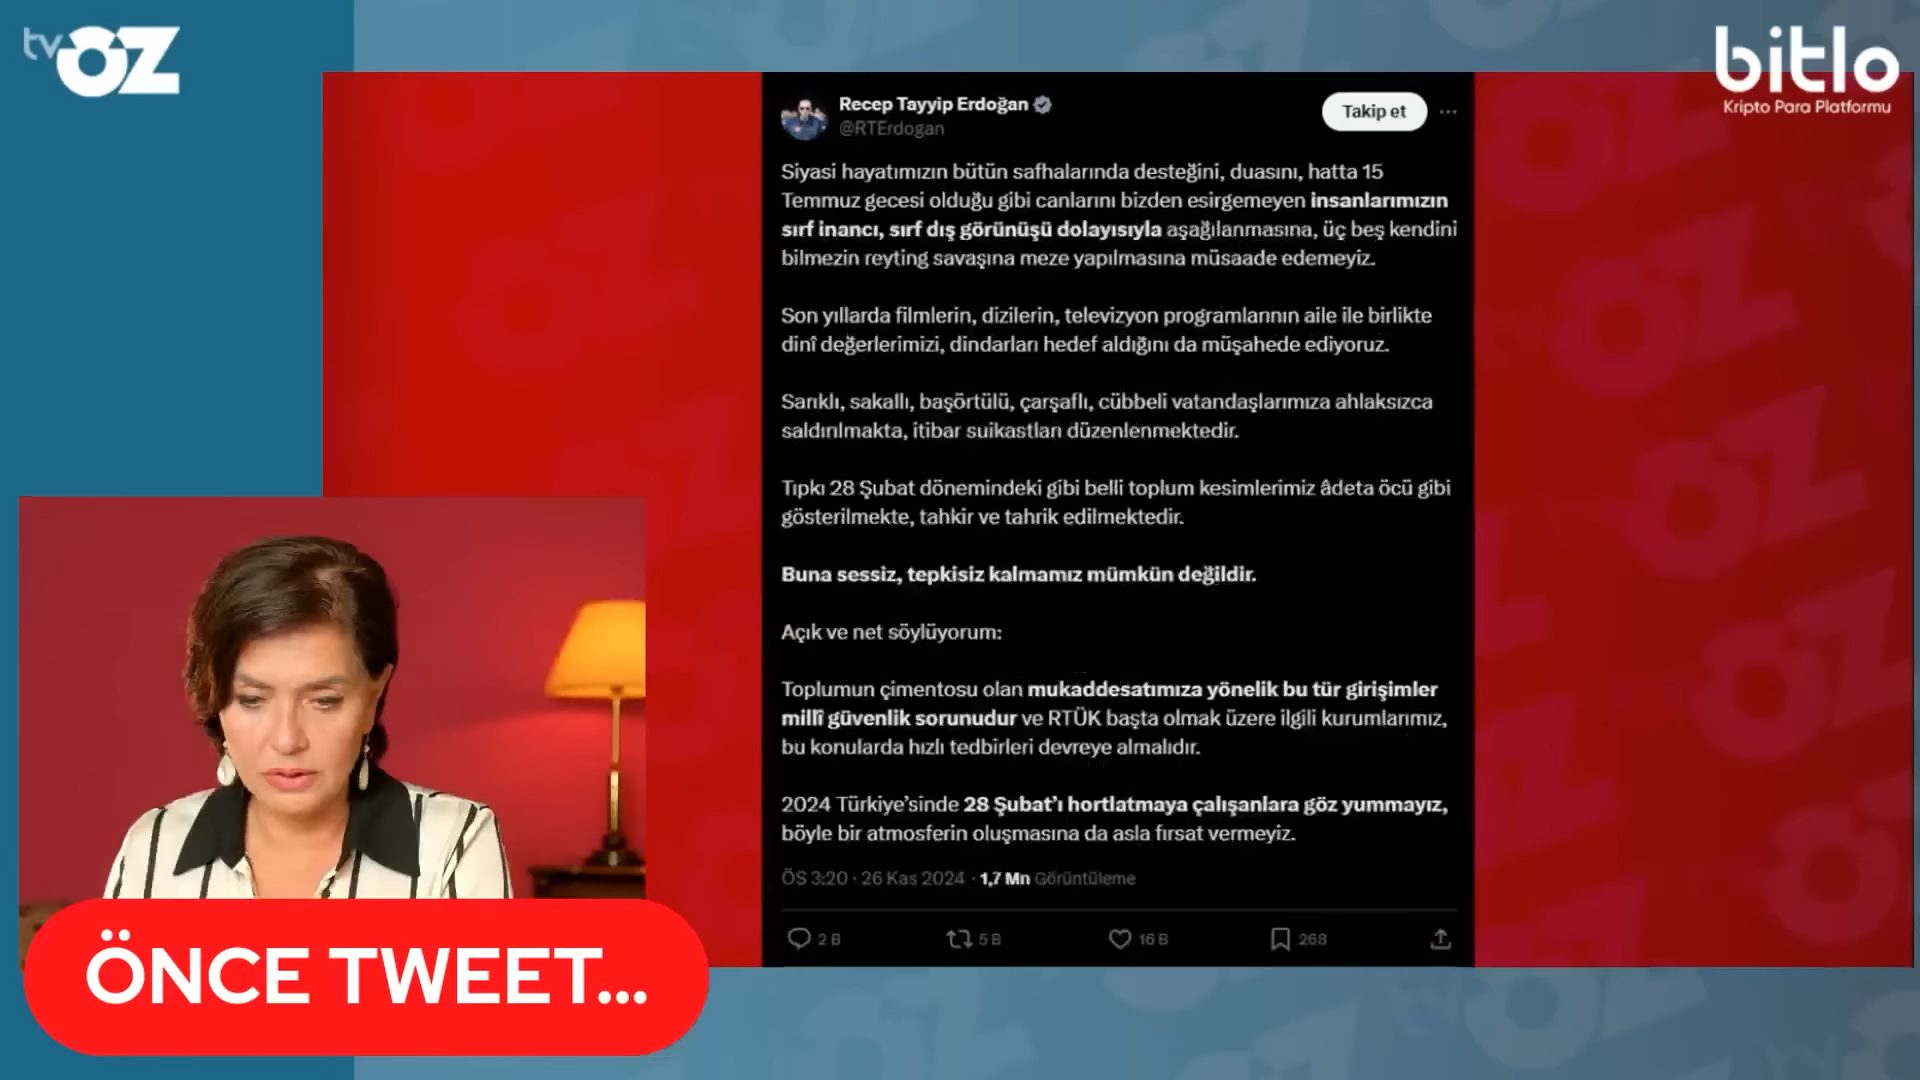 tv ÖZ
bitlo
Kripto Para Platformu
Recep Tayyip Erdoğan
@RTErdogan
Takip et
Siyasi hayatımızın bütün safhalarında desteğini, duasını, hatta 15
Temmuz gecesi olduğu gibi canlarını bizden esirgemeyen insanlarımızın
sırf inancı, sırf dış görünüşü dolayısıyla aşağılanmasına, üç beş kendini
bilmezin reyting savaşına meze yapılmasına müsaade edemeyiz.
Son yıllarda filmlerin, dizilerin, televizyon programlarının aile ile birlikte
dinî değerlerimizi, dindarları hedef aldığını da müşahede ediyoruz.
Sarıklı, sakallı, başörtülü, çarşaflı, cübbeli vatandaşlarımıza ahlaksızca
saldırılmakta, itibar suikastları düzenlenmektedir.
Tıpkı 28 Şubat dönemindeki gibi belli toplum kesimlerimiz âdeta öcü gibi
gösterilmekte, tahkir ve tahrik edilmektedir.
Buna sessiz, tepkisiz kalmamız mümkün değildir.
Açık ve net söylüyorum:
Toplumun çimentosu olan mukaddesatımıza yönelik bu tür girişimler
millî güvenlik sorunudur ve RTÜK başta olmak üzere ilgili kurumlarımız,
bu konularda hızlı tedbirleri devreye almalıdır.
2024 Türkiye’sinde 28 Şubat’ı hortlatmaya çalışanlara göz yummayız,
böyle bir atmosferin oluşmasına da asla fırsat vermeyiz.
ÖS 3:20 · 26 Kas 2024 · 1,7 Mn Görüntüleme
2 B 5 B 16 B 268
ÖNCE TWEET...